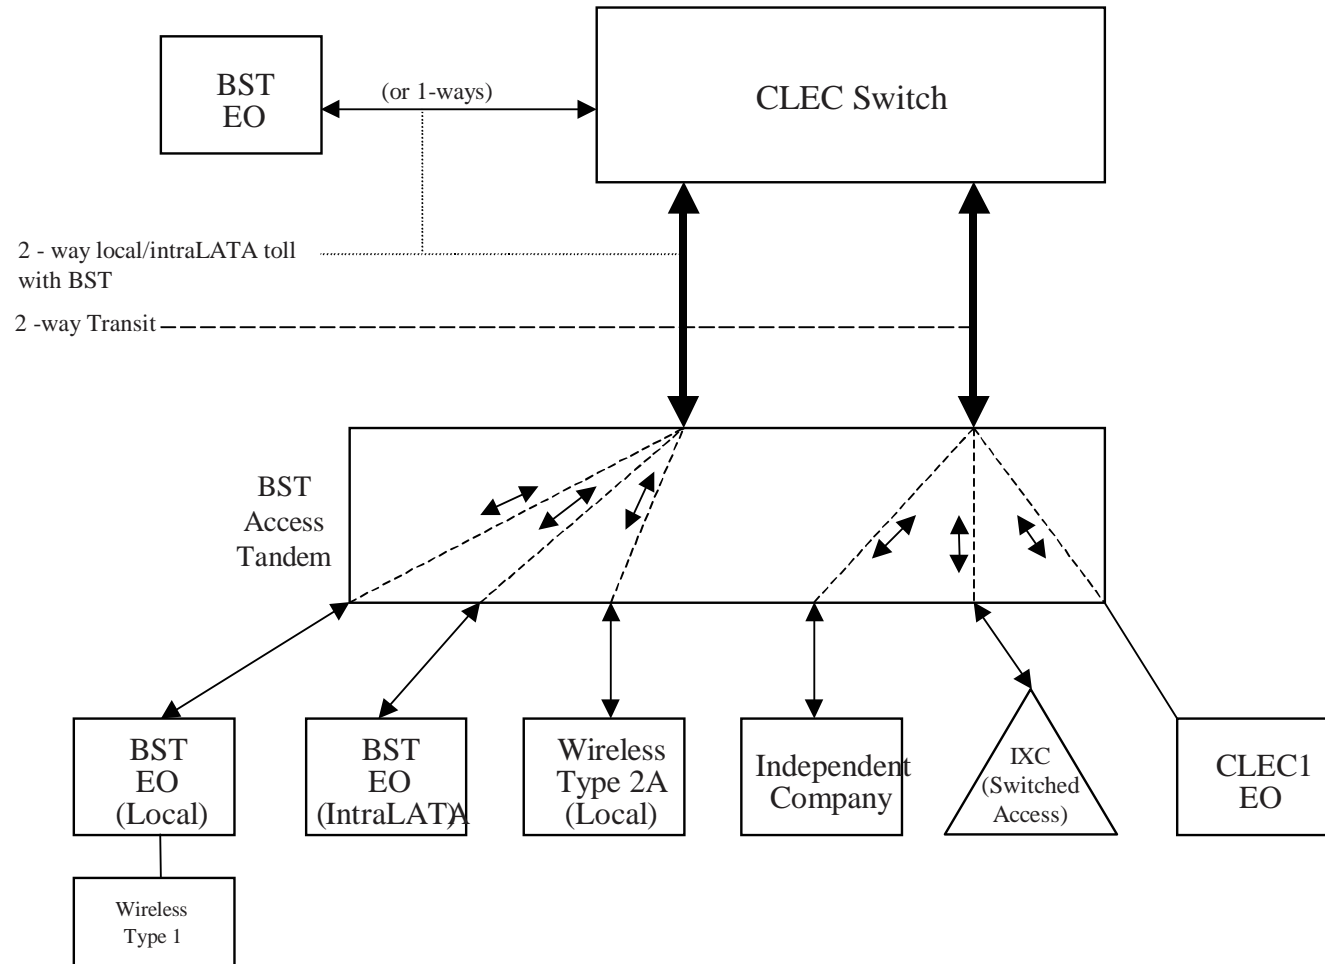 BST
EO
(or 1-ways)
CLEC Switch
2 - way local/intraLATA toll
with BST
2 -way Transit
BST
Access
Tandem
BST
EO
(Local)
BST
EO
(IntraLATA)
Wireless
Type 2A
(Local)
Independent
Company
IXC
(Switched
Access)
CLEC1
EO
Wireless
Type 1